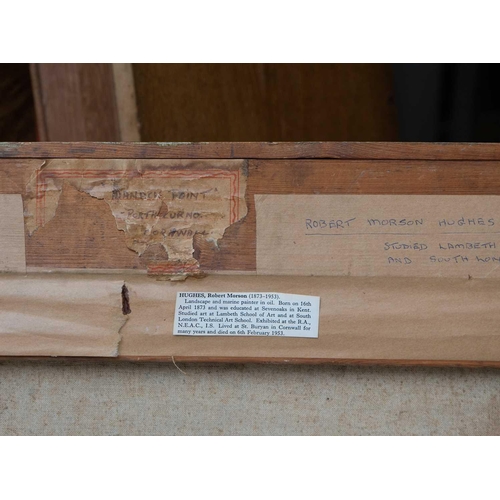 POINT"
PORTHCURNO
CORNWALL
ROBERT MORSON HUGHES
STUDIED LAMBETH
AND SOUTH LON
HUGHES, Robert Morson (1873-1953).
Landscape and marine painter in oil. Born on 16th
April 1873 and was educated at Sevenoaks in Kent.
Studied art at Lambeth School of Art and at South
London Technical Art School. Exhibited at the R.A.,
N.E.A.C., I.S. Lived at St. Buryan in Cornwall for
many years and died on 6th February 1953.